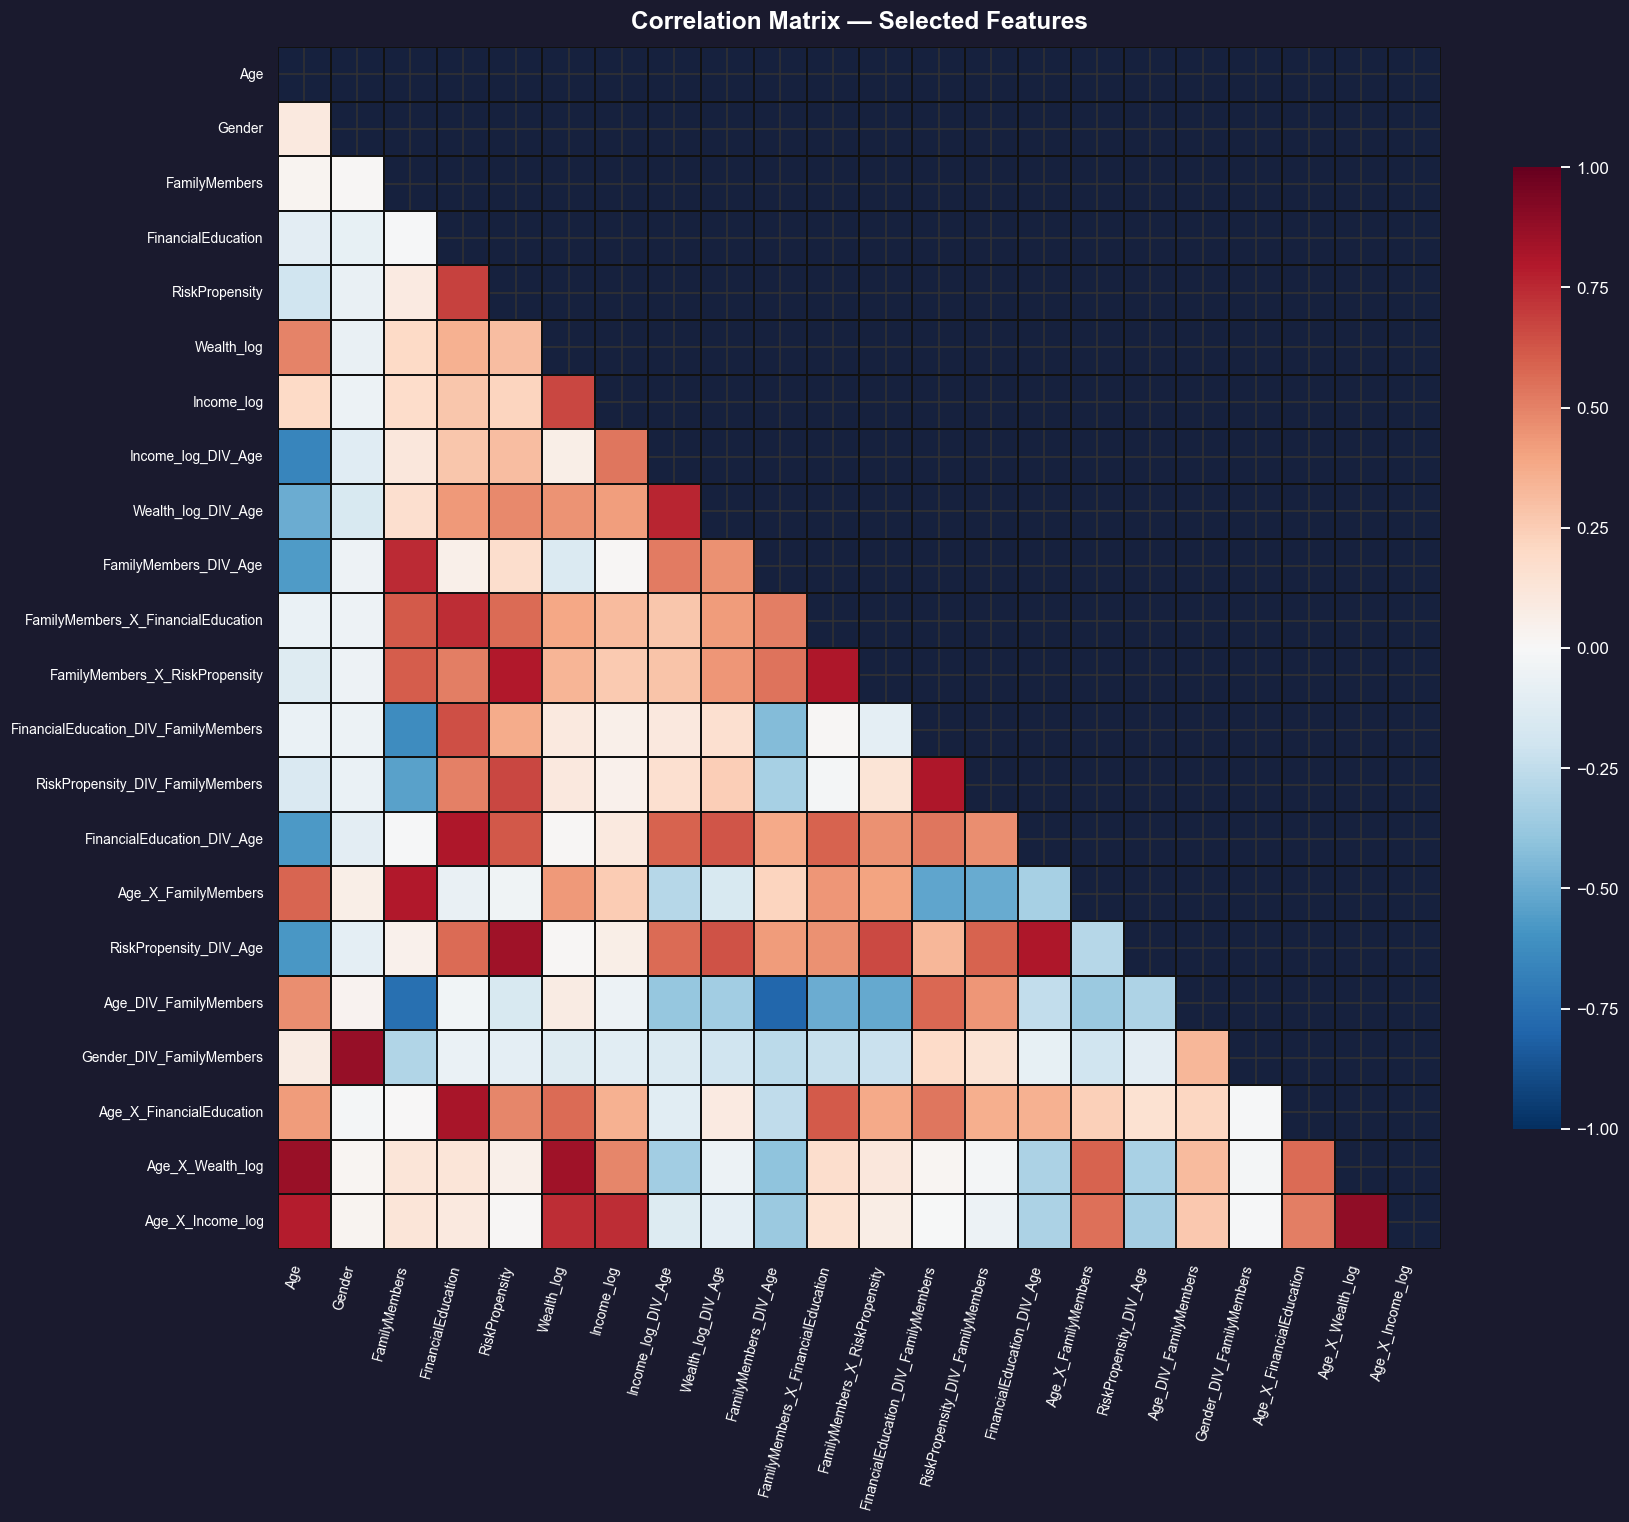 Correlation Matrix — Selected Features
Age
Gender
FamilyMembers
FinancialEducation
RiskPropensity
Wealth_log
Income_log
Income_log_DIV_Age
Wealth_log_DIV_Age
FamilyMembers_DIV_Age
FamilyMembers_X_FinancialEducation
FamilyMembers_X_RiskPropensity
FinancialEducation_DIV_FamilyMembers
RiskPropensity_DIV_FamilyMembers
FinancialEducation_DIV_Age
Age_X_FamilyMembers
RiskPropensity_DIV_Age
Age_DIV_FamilyMembers
Gender_DIV_FamilyMembers
Age_X_FinancialEducation
Age_X_Wealth_log
Age_X_Income_log
Age
Gender
FamilyMembers
FinancialEducation
RiskPropensity
Wealth_log
Income_log
Income_log_DIV_Age
Wealth_log_DIV_Age
FamilyMembers_DIV_Age
FamilyMembers_X_FinancialEducation
FamilyMembers_X_RiskPropensity
FinancialEducation_DIV_FamilyMembers
RiskPropensity_DIV_FamilyMembers
FinancialEducation_DIV_Age
Age_X_FamilyMembers
RiskPropensity_DIV_Age
Age_DIV_FamilyMembers
Gender_DIV_FamilyMembers
Age_X_FinancialEducation
Age_X_Wealth_log
Age_X_Income_log
1.00
0.75
0.50
0.25
0.00
−0.25
−0.50
−0.75
−1.00